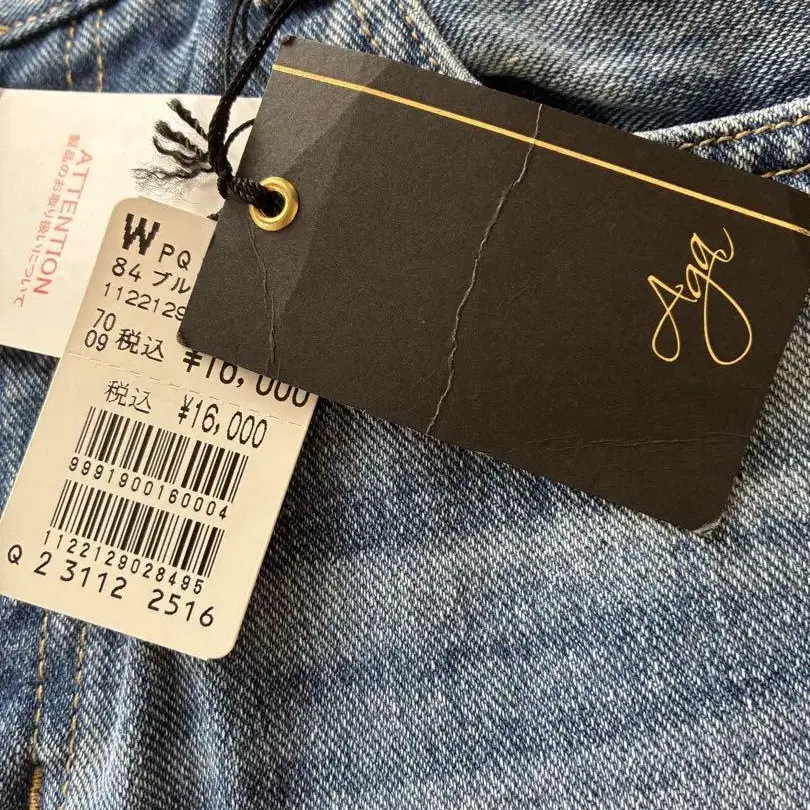 ATTENTION
製品のお取り扱いについて
W PQ
84 ブル
1122129
70
09 税込 ¥16,000
税込 ¥16,000
9991900160004
1122129028495
Q 2 3112 2516
Aga